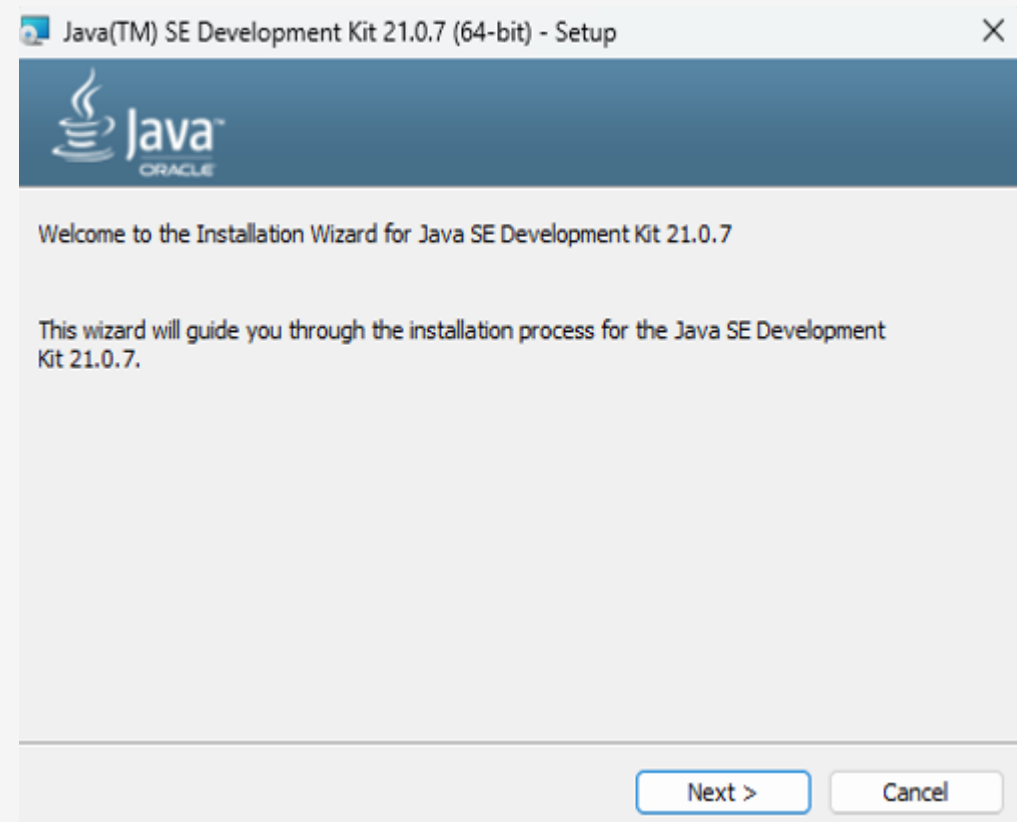 Java(TM) SE Development Kit 21.0.7 (64-bit) - Setup
Java™
ORACLE
Welcome to the Installation Wizard for Java SE Development Kit 21.0.7
This wizard will guide you through the installation process for the Java SE Development
Kit 21.0.7.
Next > Cancel